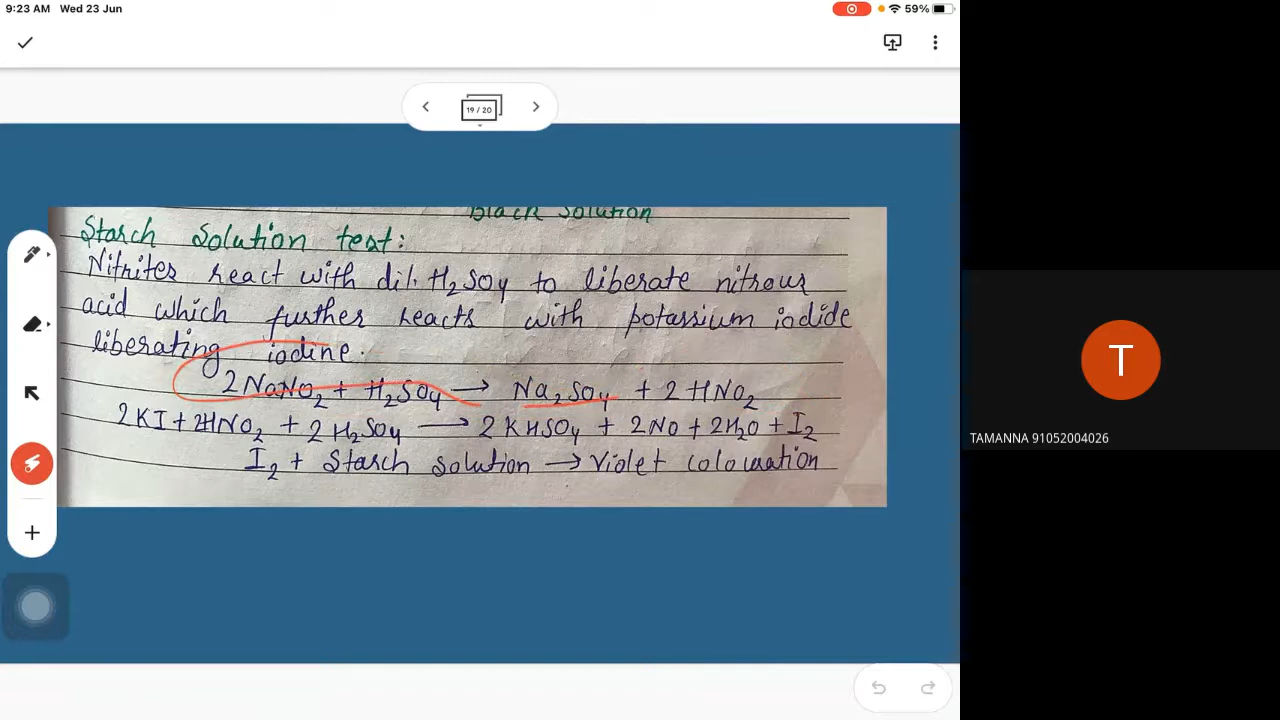 9:23 AM Wed 23 Jun
59%
19 / 20
Black Solution
Starch Solution test:
Nitrites react with dil. H₂SO₄ to liberate nitrous
acid which further reacts with potassium iodide
liberating iodine.
2NaNO₂ + H₂SO₄ → Na₂SO₄ + 2HNO₂
2KI + 2HNO₂ + 2H₂SO₄ → 2KHSO₄ + 2NO + 2H₂O + I₂
I₂ + Starch solution → Violet colouration
T
TAMANNA 91052004026